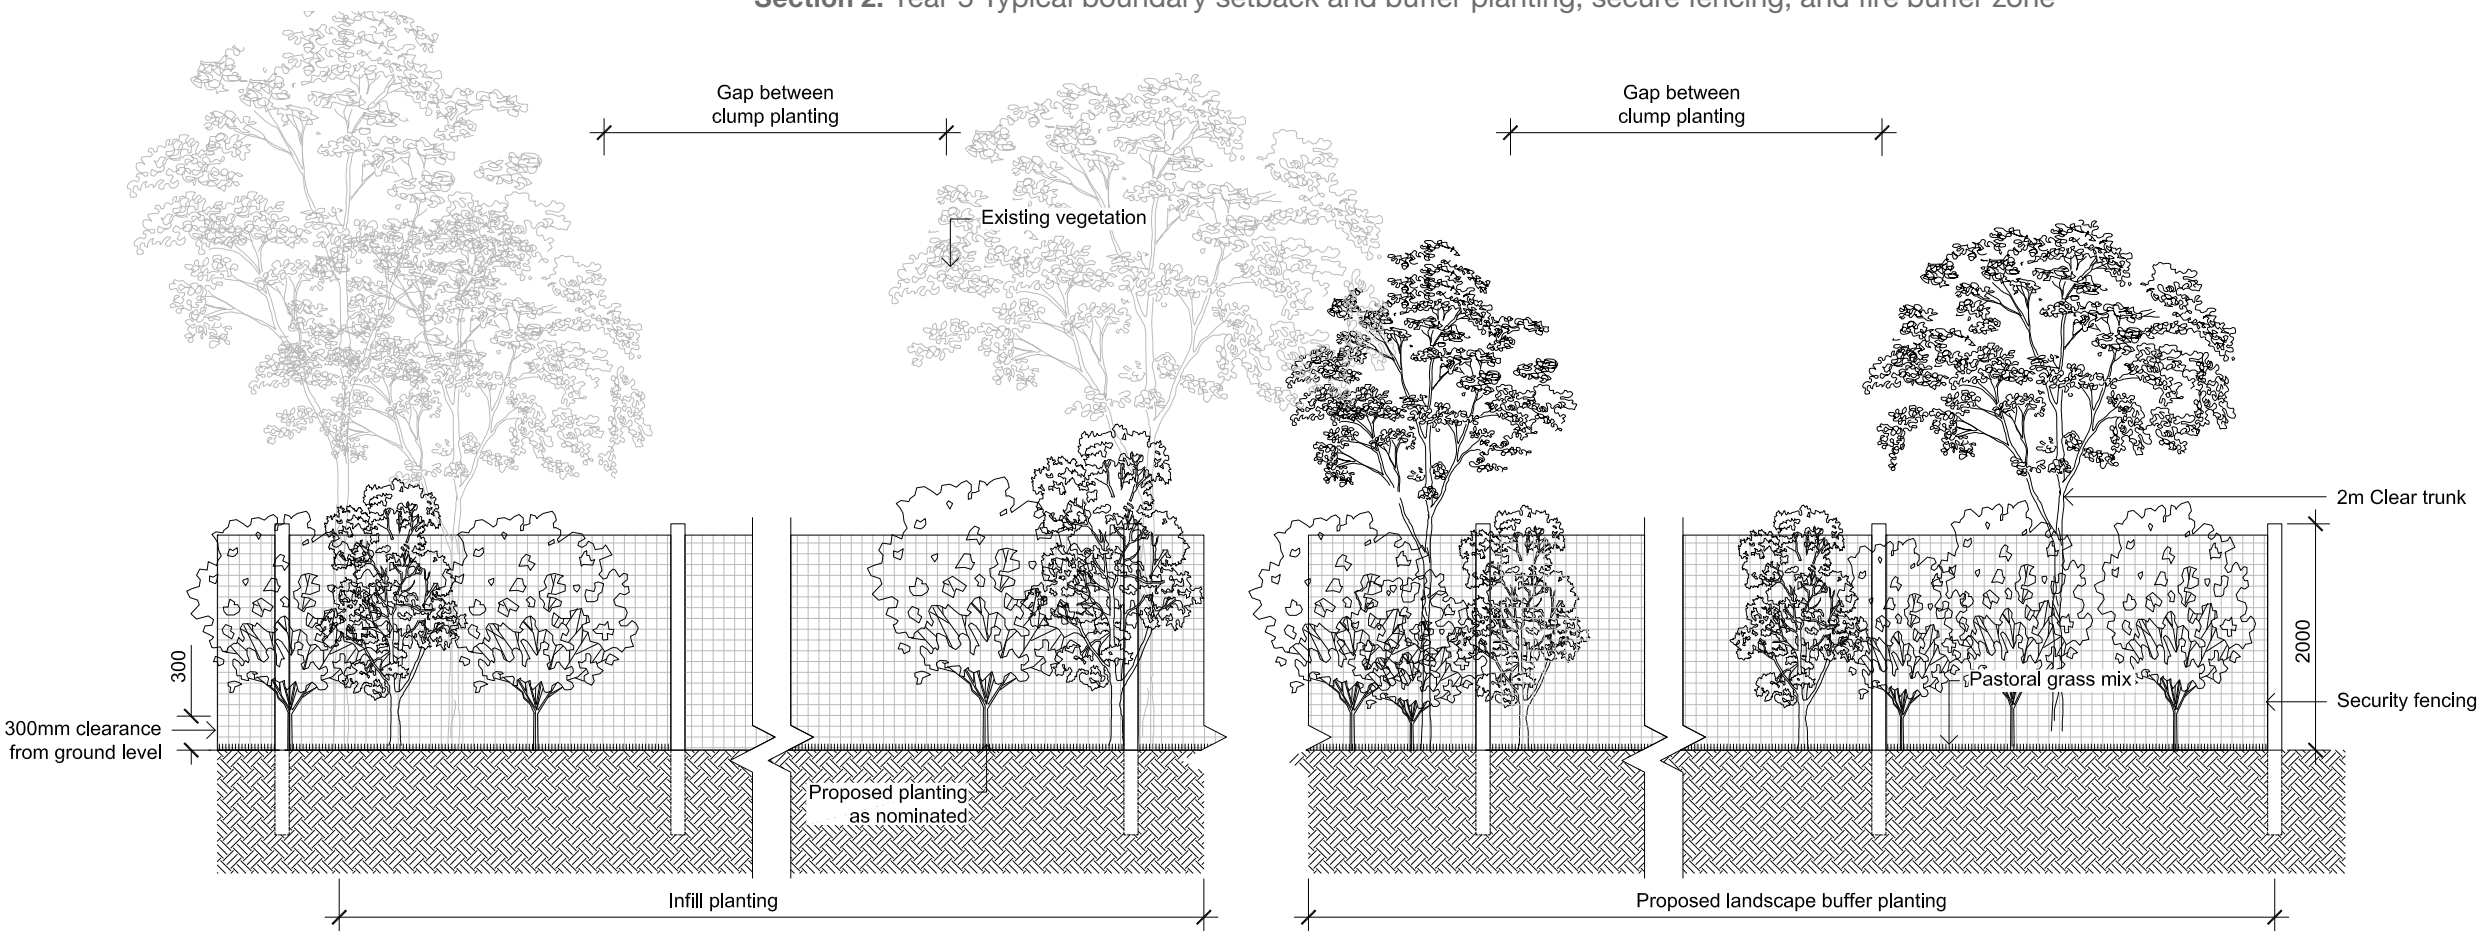 Section 2. Year 5 Typical boundary setback and buffer planting, secure fencing, and fire buffer zone
Gap between
clump planting
Gap between
clump planting
Existing vegetation
2m Clear trunk
300
2000
Pastoral grass mix
Security fencing
300mm clearance
from ground level
Proposed planting
as nominated
Infill planting
Proposed landscape buffer planting